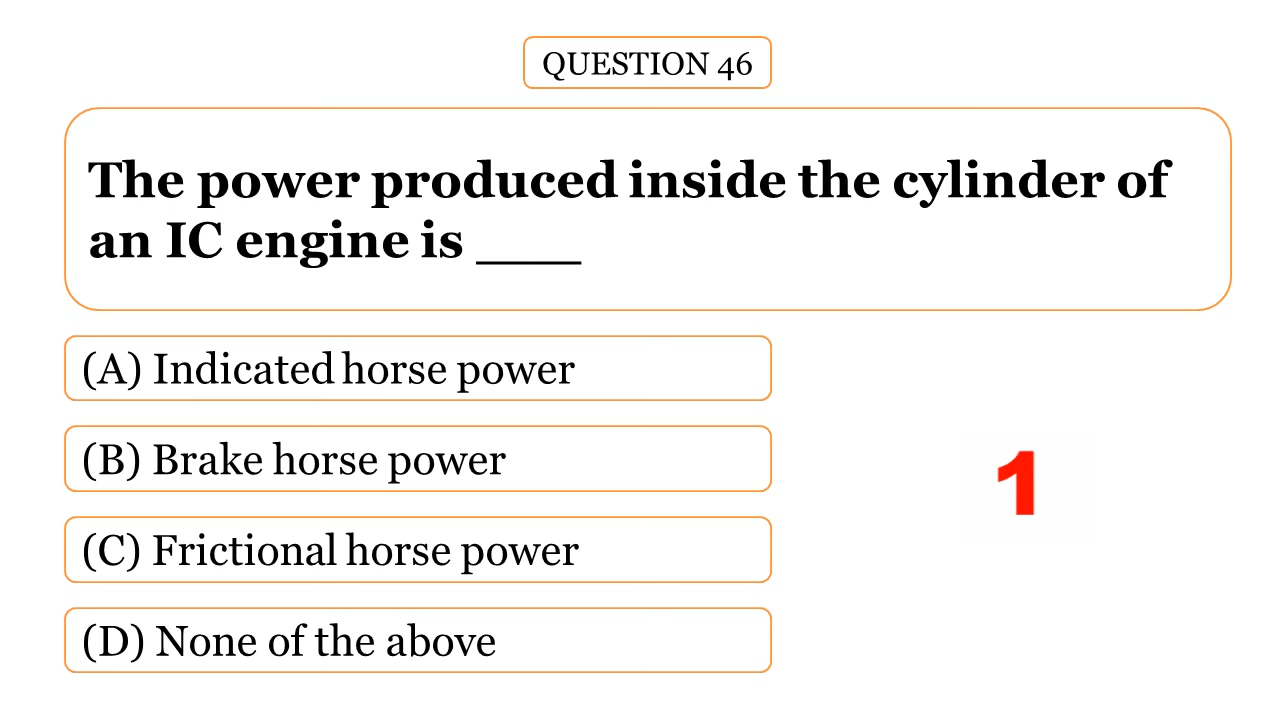 QUESTION 46
The power produced inside the cylinder of
an IC engine is ____
(A) Indicated horse power
(B) Brake horse power
1
(C) Frictional horse power
(D) None of the above